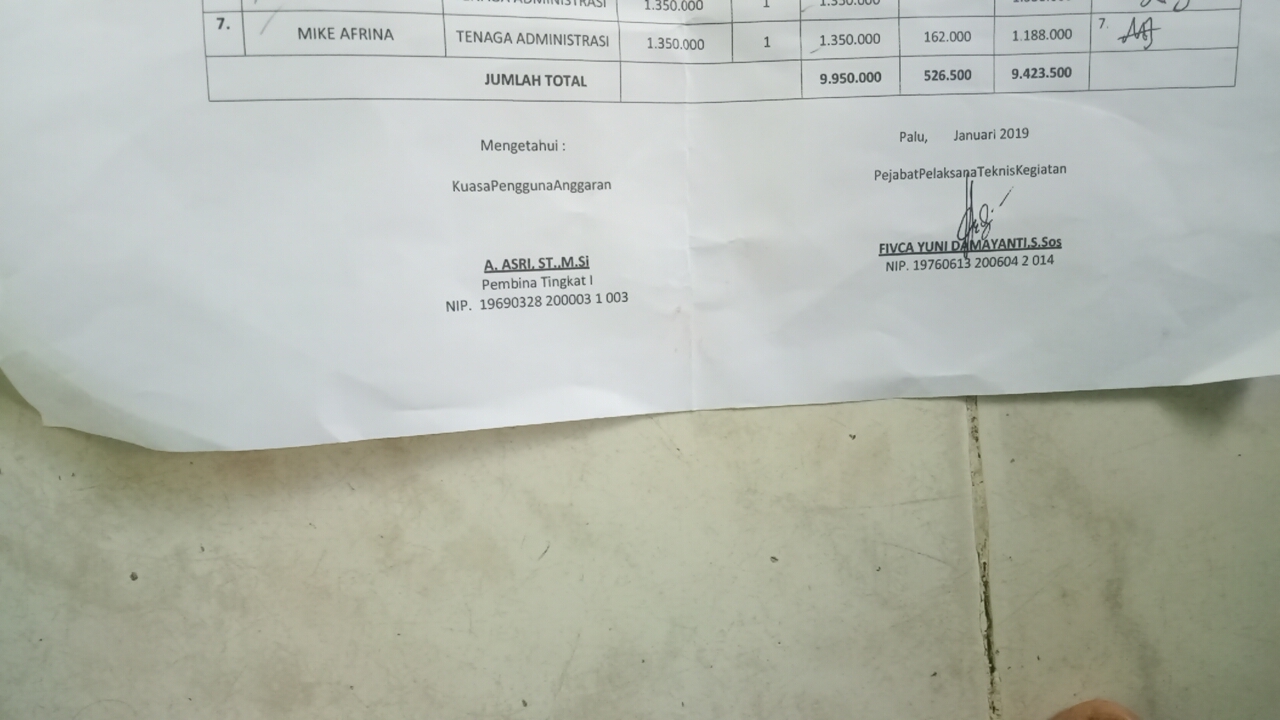 TENAGA ADMINISTRASI 1.350.000 1 1.350.000
7. MIKE AFRINA TENAGA ADMINISTRASI 1.350.000 1 1.350.000 162.000 1.188.000 7.
JUMLAH TOTAL 9.950.000 526.500 9.423.500
Mengetahui :
KuasaPenggunaAnggaran
A. ASRI, ST.,M.Si
Pembina Tingkat I
NIP. 19690328 200003 1 003
Palu, Januari 2019
PejabatPelaksanaTeknisKegiatan
FIVCA YUNI DAMAYANTI,S.Sos
NIP. 19760613 200604 2 014